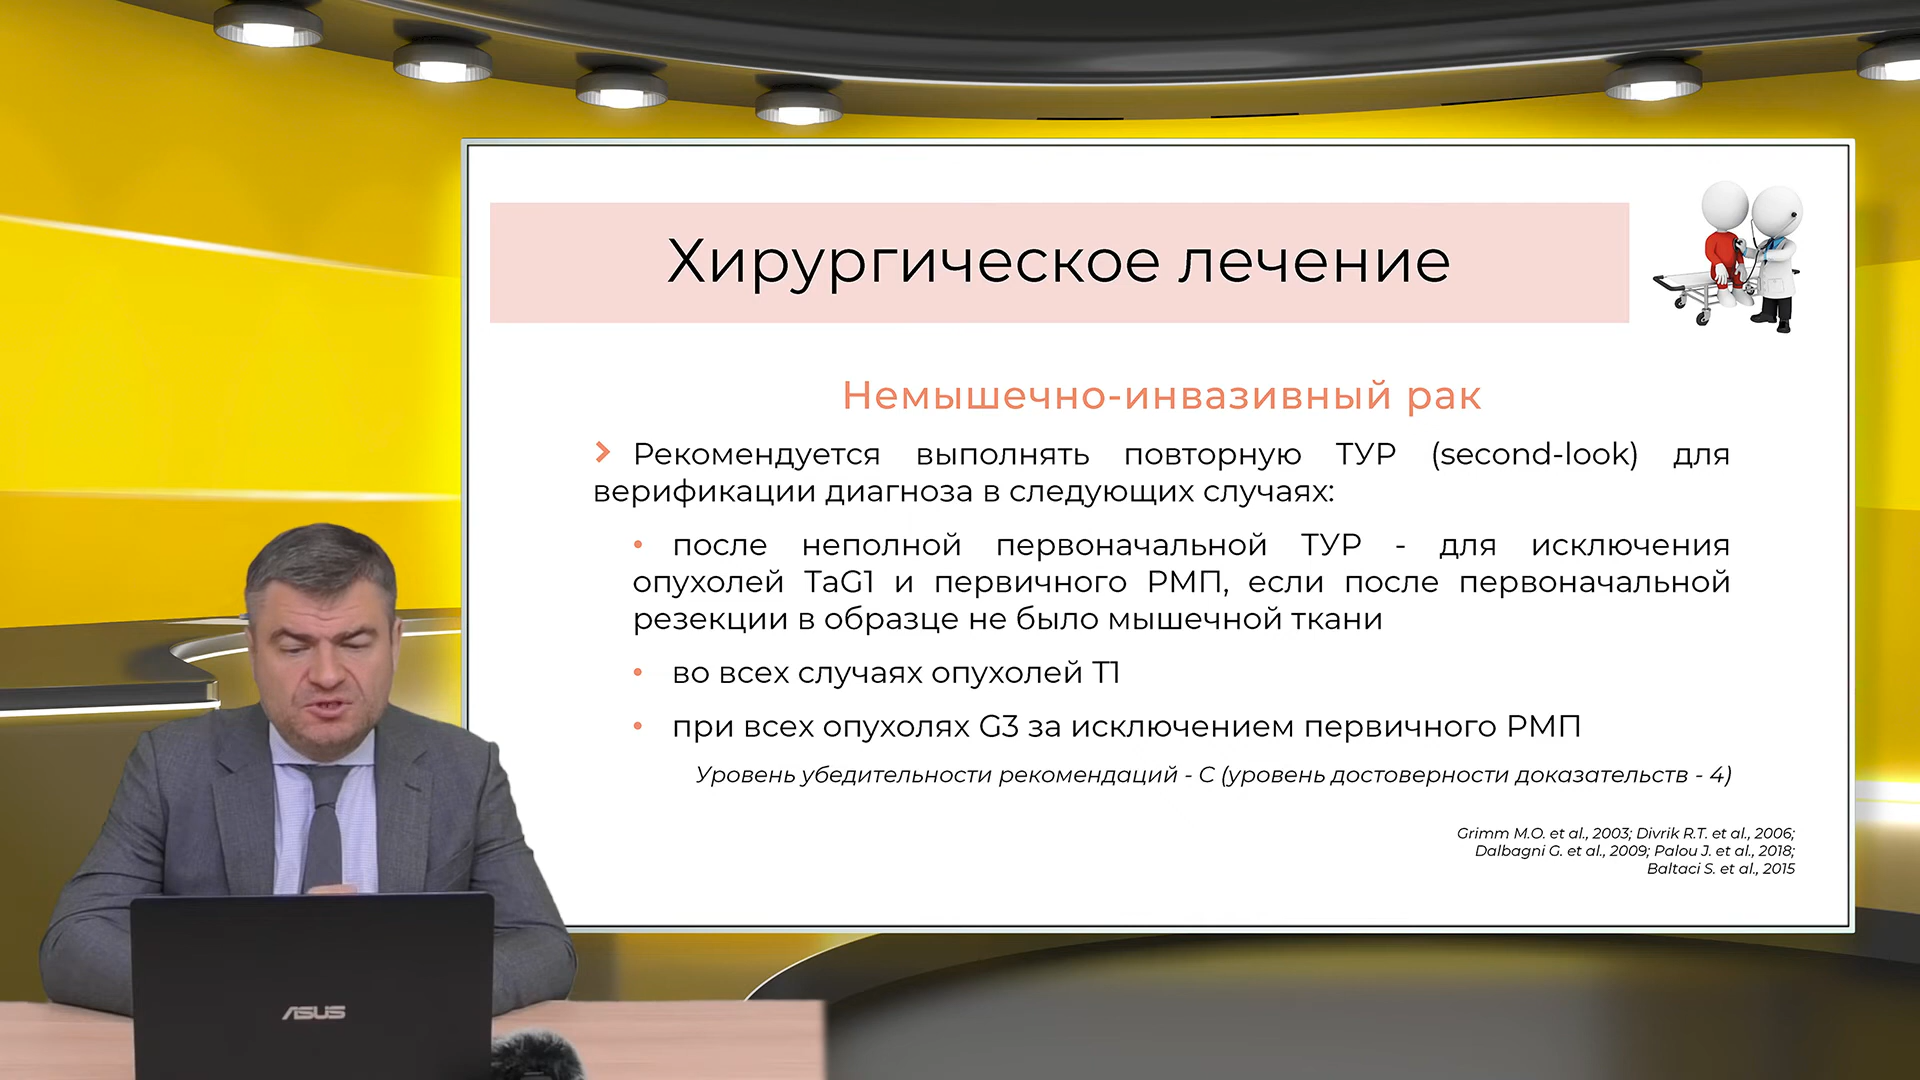 Хирургическое лечение
Немышечно-инвазивный рак
Рекомендуется выполнять повторную ТУР (second-look) для
верификации диагноза в следующих случаях:
• после неполной первоначальной ТУР - для исключения
опухолей TaG1 и первичного РМП, если после первоначальной
резекции в образце не было мышечной ткани
• во всех случаях опухолей Т1
• при всех опухолях G3 за исключением первичного РМП
Уровень убедительности рекомендаций - С (уровень достоверности доказательств - 4)
Grimm M.O. et al., 2003; Divrik R.T. et al., 2006;
Dalbagni G. et al., 2009; Palou J. et al., 2018;
Baltaci S. et al., 2015
ASUS